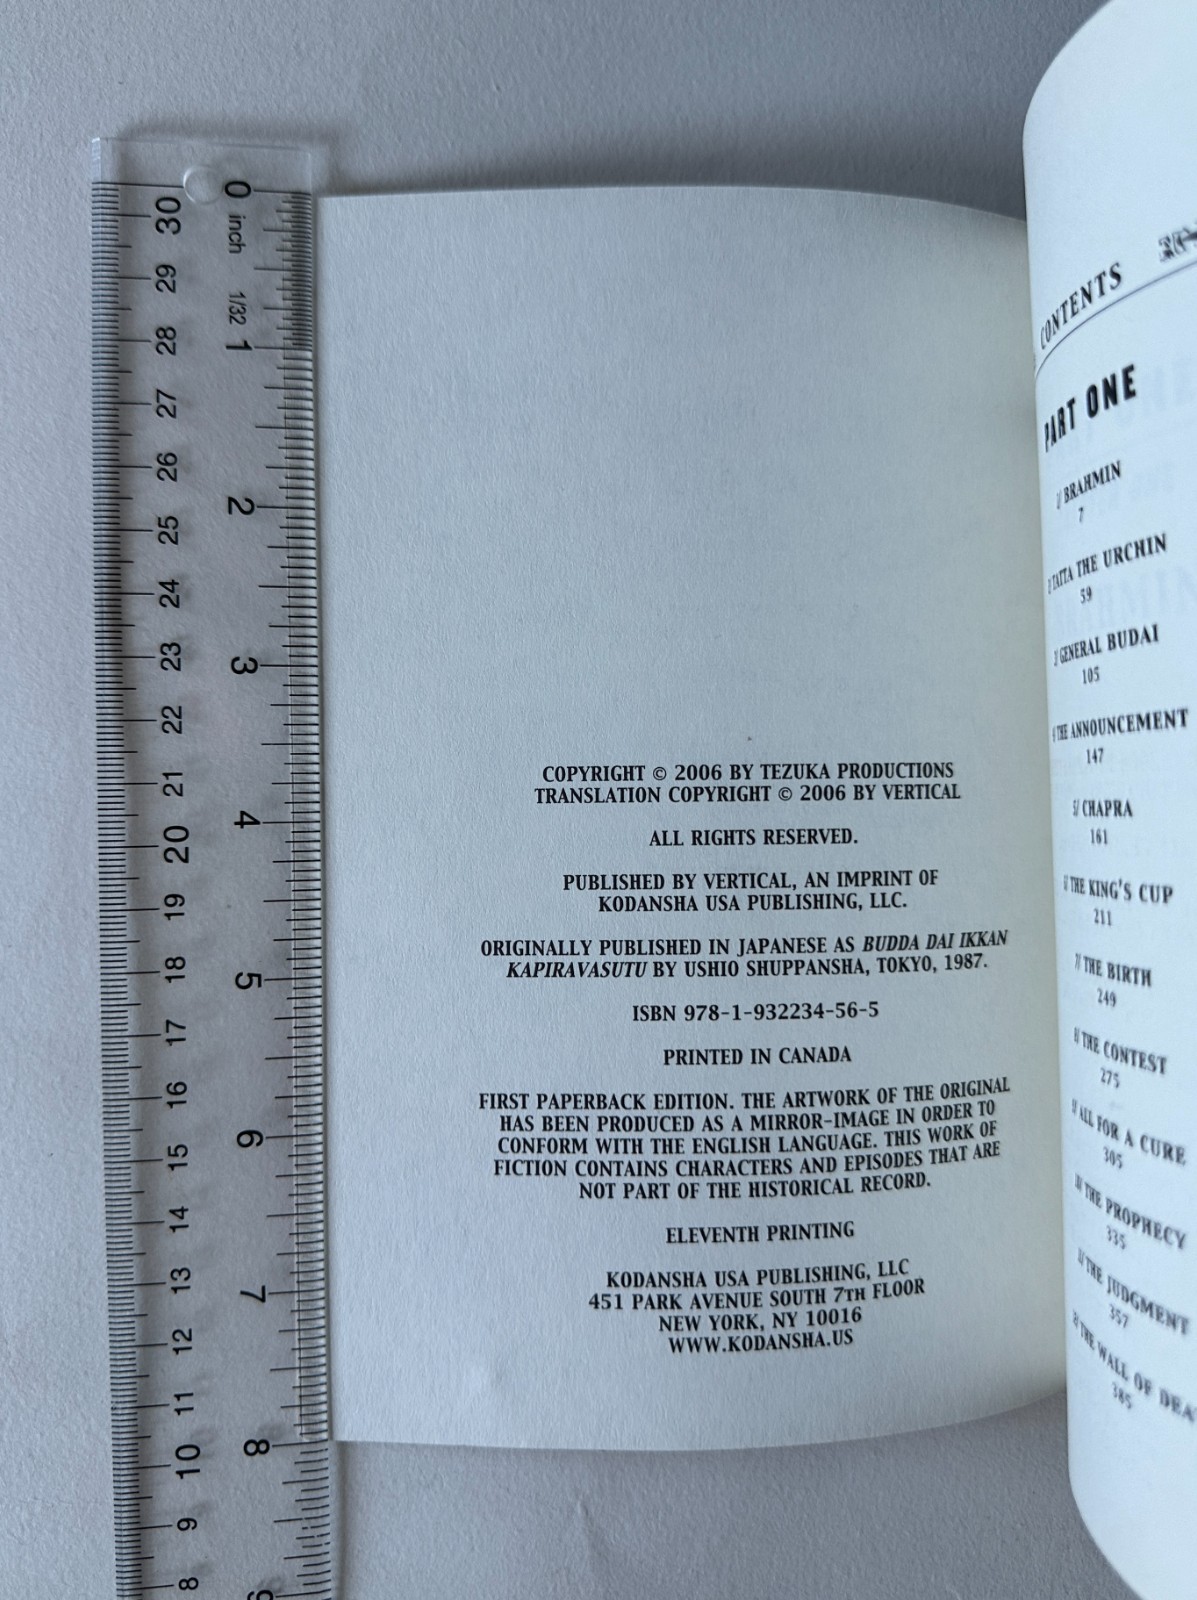 0 inch 1/32 1 2 3 4 5 6 7 8 9
30 29 28 27 26 25 24 23 22 21 20 19 18 17 16 15 14 13 12 11 10 9 8
COPYRIGHT © 2006 BY TEZUKA PRODUCTIONS
TRANSLATION COPYRIGHT © 2006 BY VERTICAL
ALL RIGHTS RESERVED.
PUBLISHED BY VERTICAL, AN IMPRINT OF
KODANSHA USA PUBLISHING, LLC.
ORIGINALLY PUBLISHED IN JAPANESE AS BUDDA DAI IKKAN
KAPIRAVASUTU BY USHIO SHUPPANSHA, TOKYO, 1987.
ISBN 978-1-932234-56-5
PRINTED IN CANADA
FIRST PAPERBACK EDITION. THE ARTWORK OF THE ORIGINAL
HAS BEEN PRODUCED AS A MIRROR-IMAGE IN ORDER TO
CONFORM WITH THE ENGLISH LANGUAGE. THIS WORK OF
FICTION CONTAINS CHARACTERS AND EPISODES THAT ARE
NOT PART OF THE HISTORICAL RECORD.
ELEVENTH PRINTING
KODANSHA USA PUBLISHING, LLC
451 PARK AVENUE SOUTH 7TH FLOOR
NEW YORK, NY 10016
WWW.KODANSHA.US
CONTENTS
PART ONE
BRAHMIN
7
TATTA THE URCHIN
59
GENERAL BUDAI
105
THE ANNOUNCEMENT
147
5/ CHAPRA
161
THE KING'S CUP
211
7/ THE BIRTH
249
THE CONTEST
275
ALL FOR A CURE
305
THE PROPHECY
335
THE JUDGMENT
357
THE WALL OF
385